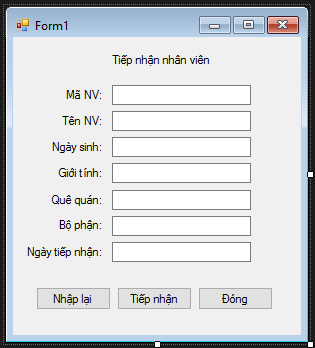 Form1
Tiếp nhận nhân viên
Mã NV:
Tên NV:
Ngày sinh:
Giới tính:
Quê quán:
Bộ phận:
Ngày tiếp nhận:
Nhập lại Tiếp nhận Đóng